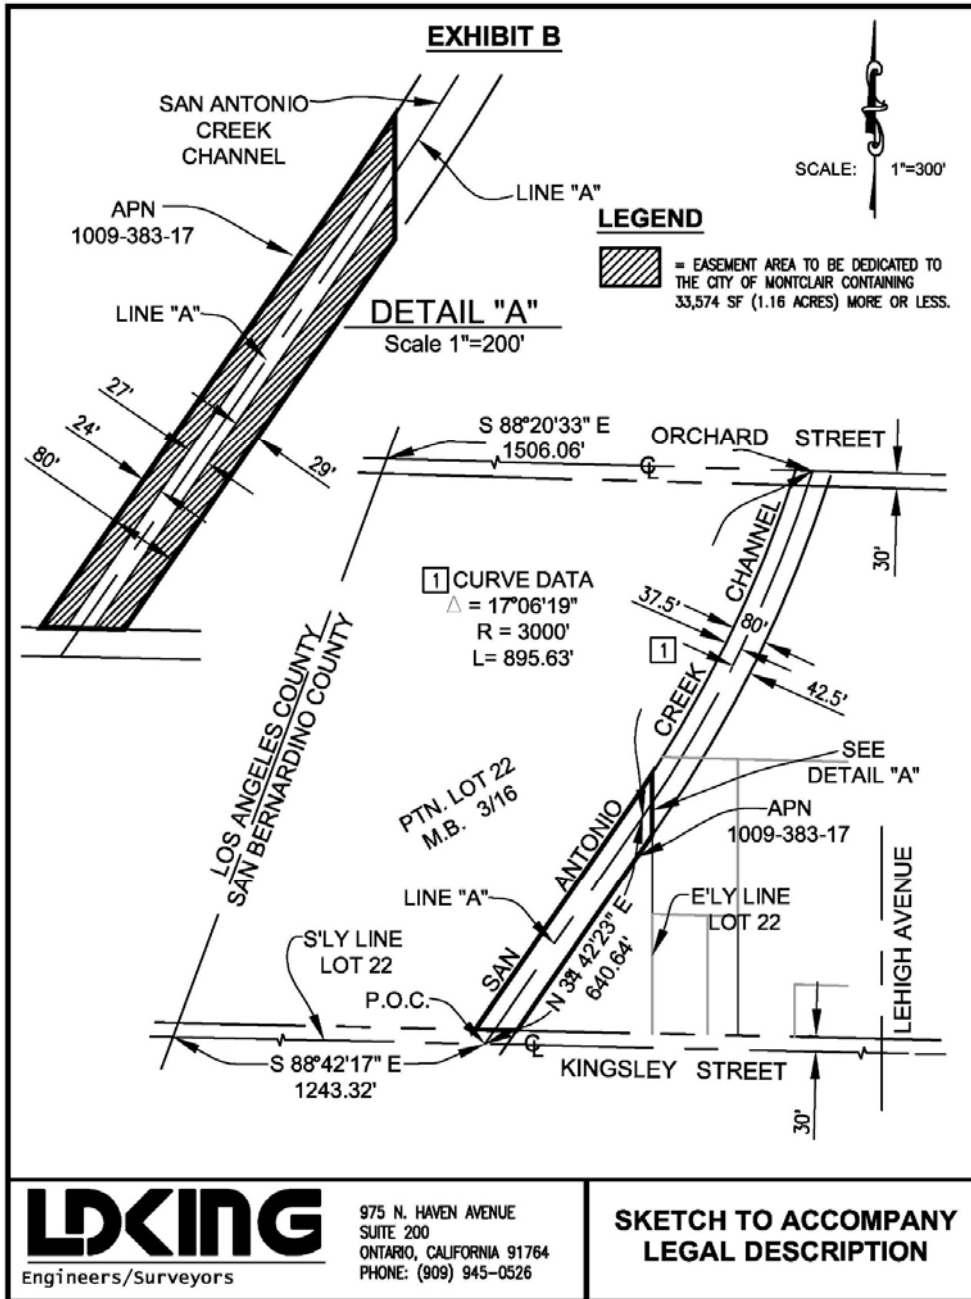 EXHIBIT B
SAN ANTONIO
CREEK
CHANNEL
LINE "A"
SCALE: 1"=300'
APN
1009-383-17
LEGEND
= EASEMENT AREA TO BE DEDICATED TO
THE CITY OF MONTCLAIR CONTAINING
33,574 SF (1.16 ACRES) MORE OR LESS.
LINE "A"
DETAIL "A"
Scale 1"=200'
27'
24'
80'
29'
S 88°20'33" E
1506.06'
ORCHARD STREET
℄
30'
1 CURVE DATA
△ = 17°06'19"
R = 3000'
L= 895.63'
37.5'
80'
1
42.5'
SAN ANTONIO CREEK CHANNEL
LOS ANGELES COUNTY
SAN BERNARDINO COUNTY
PTN. LOT 22
M.B. 3/16
SEE
DETAIL "A"
APN
1009-383-17
LINE "A"
E'LY LINE
LOT 22
LEHIGH AVENUE
S'LY LINE
LOT 22
42'23" E
640.64'
P.O.C.
S 88°42'17" E
1243.32'
℄
KINGSLEY STREET
30'
LDKING
Engineers/Surveyors
975 N. HAVEN AVENUE
SUITE 200
ONTARIO, CALIFORNIA 91764
PHONE: (909) 945-0526
SKETCH TO ACCOMPANY
LEGAL DESCRIPTION